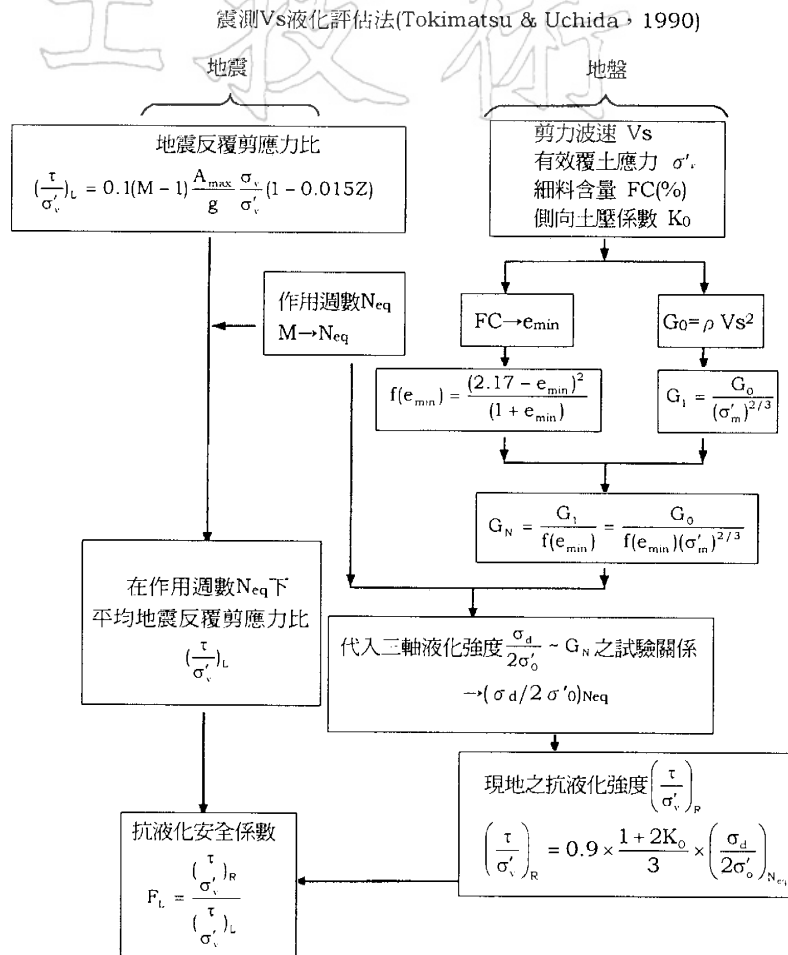 震測Vs液化評估法(Tokimatsu & Uchida，1990)
地震
地震反覆剪應力比
(τ/σ'v)L = 0.1(M − 1) Amax/g σv/σ'v (1 − 0.015Z)
地盤
剪力波速 Vs
有效覆土應力 σ'v
細料含量 FC(%)
側向土壓係數 K0
作用週數Neq
M→Neq
FC→emin
G0=ρ Vs2
f(emin) = (2.17 − emin)²/(1 + emin)
G1 = G0/(σ'm)^2/3
GN = G1/f(emin) = G0/f(emin)(σ'm)^2/3
在作用週數Neq下
平均地震反覆剪應力比
(τ/σ'v)L
代入三軸液化強度 σd/2σ'o ~ GN 之試驗關係
→(σd/2 σ'0)Neq
現地之抗液化強度(τ/σ'v)R
(τ/σ'v)R = 0.9 × 1 + 2K0/3 × (σd/2σ'o)Neq
抗液化安全係數
FL = (τ/σ'v)R/(τ/σ'v)L